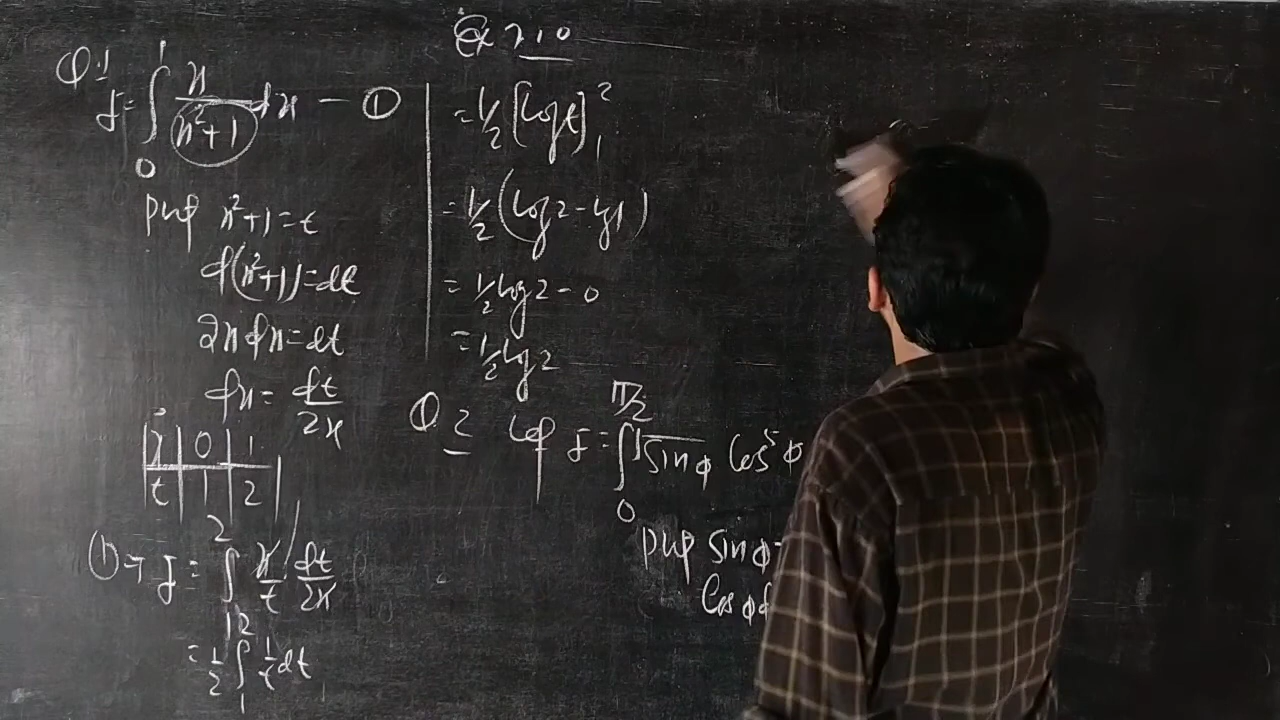 Ex 7.10
Q.1
I = ∫₀¹ x/(x²+1) dx — ①
put x²+1 = t
d(x²+1) = dt
2x dx = dt
dx = dt/2x
x | 0 | 1
t | 1 | 2
① ⇒ I = ∫₁² x/t dt/2x
= 1/2 ∫₁² 1/t dt
= 1/2 [log t]₁²
= 1/2 (log 2 - log 1)
= 1/2 log 2 - 0
= 1/2 log 2
Q.2 Let I = ∫₀^{π/2} √sin φ cos⁵ φ
put sin φ =
cos φ d